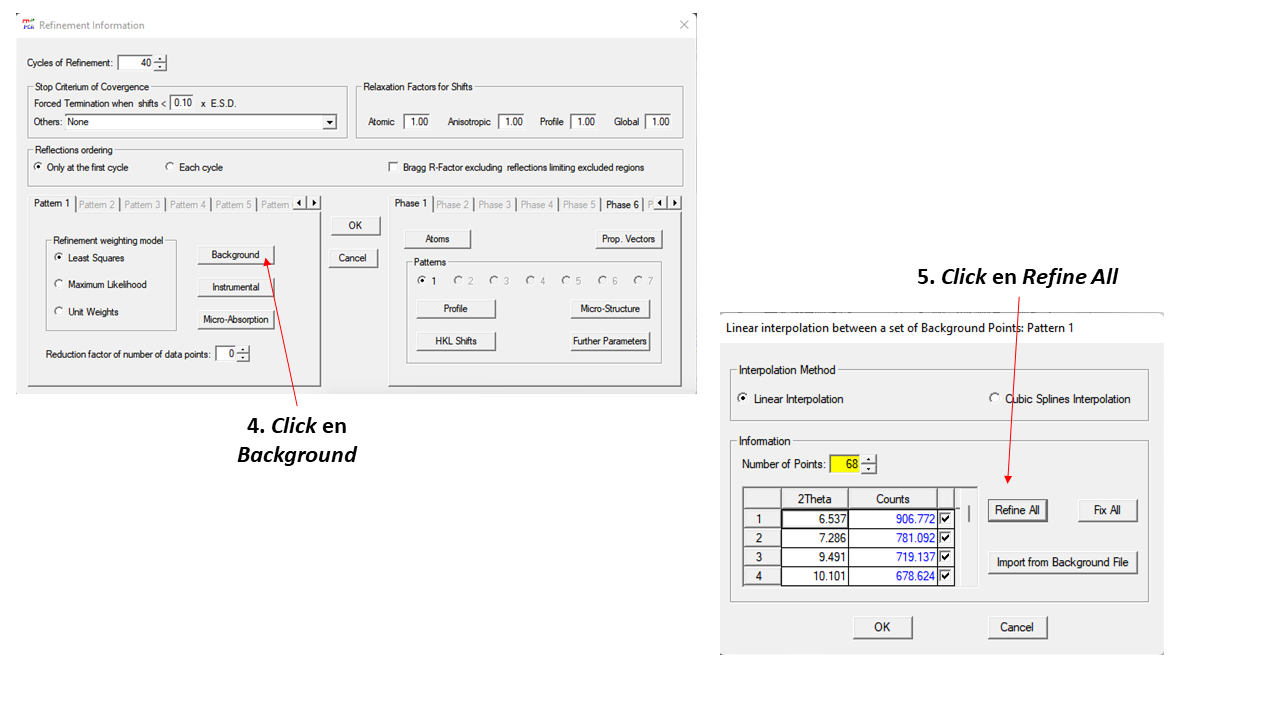 Refinement Information
Cycles of Refinement: 40
Stop Criterium of Covergence
Forced Termination when shifts < 0.10 x E.S.D.
Others: None
Relaxation Factors for Shifts
Atomic 1.00 Anisotropic 1.00 Profile 1.00 Global 1.00
Reflections ordering
Only at the first cycle Each cycle Bragg R-Factor excluding reflections limiting excluded regions
Pattern 1 Pattern 2 Pattern 3 Pattern 4 Pattern 5 Pattern
Refinement weighting model
Least Squares
Maximum Likelihood
Unit Weights
Background
Instrumental
Micro-Absorption
Reduction factor of number of data points: 0
OK
Cancel
Phase 1 Phase 2 Phase 3 Phase 4 Phase 5 Phase 6 P
Atoms Prop. Vectors
Patterns
1 2 3 4 5 6 7
Profile Micro-Structure
HKL Shifts Further Parameters
4. Click en
Background
5. Click en Refine All
Linear interpolation between a set of Background Points: Pattern 1
Interpolation Method
Linear Interpolation Cubic Splines Interpolation
Information
Number of Points: 68
2Theta Counts
1 6.537 906.772
2 7.286 781.092
3 9.491 719.137
4 10.101 678.624
Refine All Fix All
Import from Background File
OK Cancel